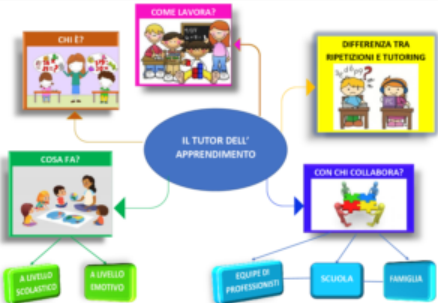 COME LAVORA?
CHI È?
DIFFERENZA TRA
RIPETIZIONI E TUTORING
IL TUTOR DELL'
APPRENDIMENTO
COSA FA?
CON CHI COLLABORA?
A LIVELLO
SCOLASTICO
A LIVELLO
EMOTIVO
EQUIPE DI
PROFESSIONISTI
SCUOLA
FAMIGLIA